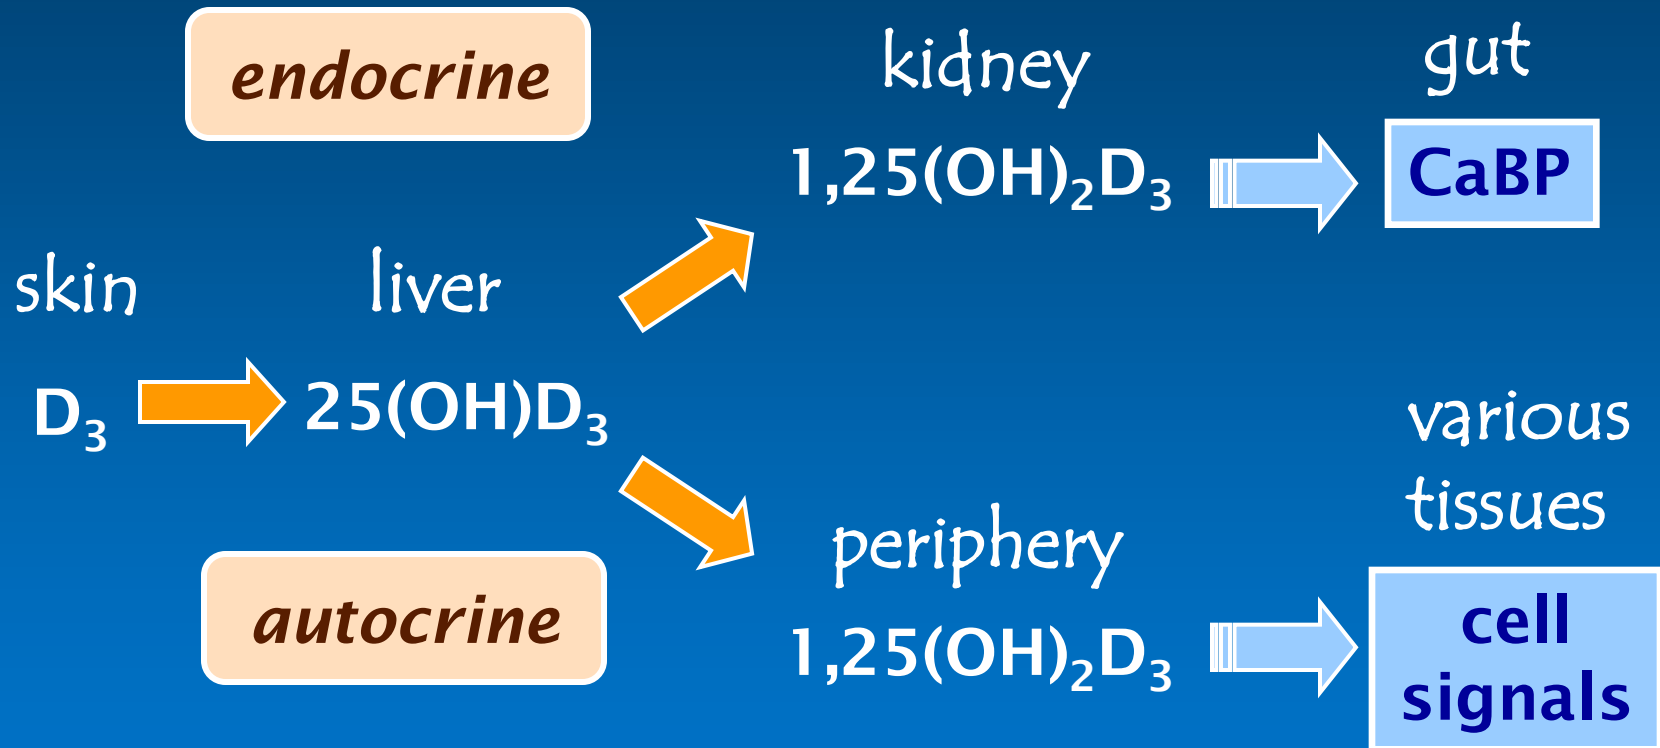 endocrine
kidney
gut
1,25(OH)₂D₃
CaBP
skin
liver
D₃
25(OH)D₃
various
tissues
periphery
autocrine
1,25(OH)₂D₃
cell
signals